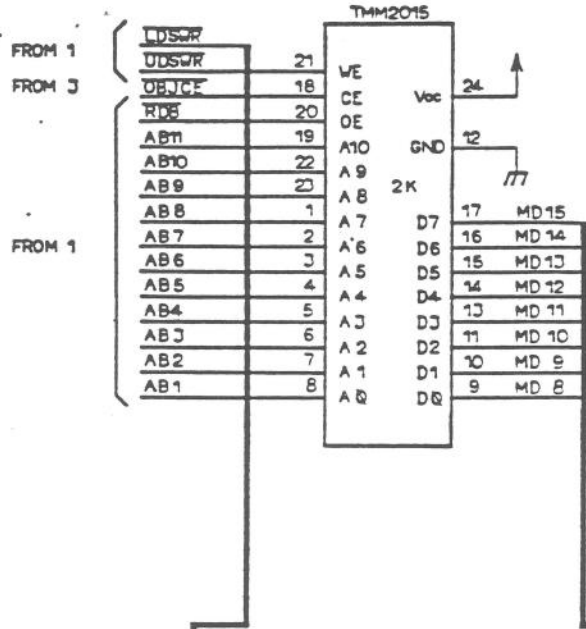 TMM2015
FROM 1
LDSWR
UDSWR 21 WE
FROM 3 OBJCE 18 CE Vcc 24
RDB 20 OE
AB11 19 A10 GND 12
AB10 22 A9
AB9 23 A8 2K
AB8 1 A7 D7 17 MD15
AB7 2 A6 D6 16 MD14
FROM 1 AB6 3 A5 D5 15 MD13
AB5 4 A4 D4 14 MD12
AB4 5 A3 D3 13 MD11
AB3 6 A2 D2 11 MD10
AB2 7 A1 D1 10 MD 9
AB1 8 A0 D0 9 MD 8